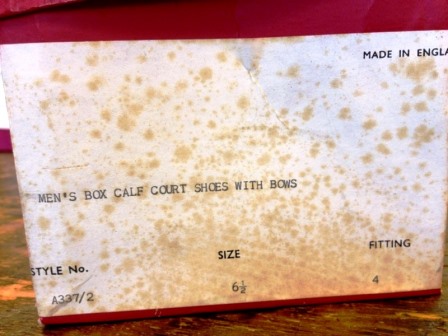 MADE IN ENGLA
MEN'S BOX CALF COURT SHOES WITH BOWS
STYLE No. SIZE FITTING
A337/2 6½ 4